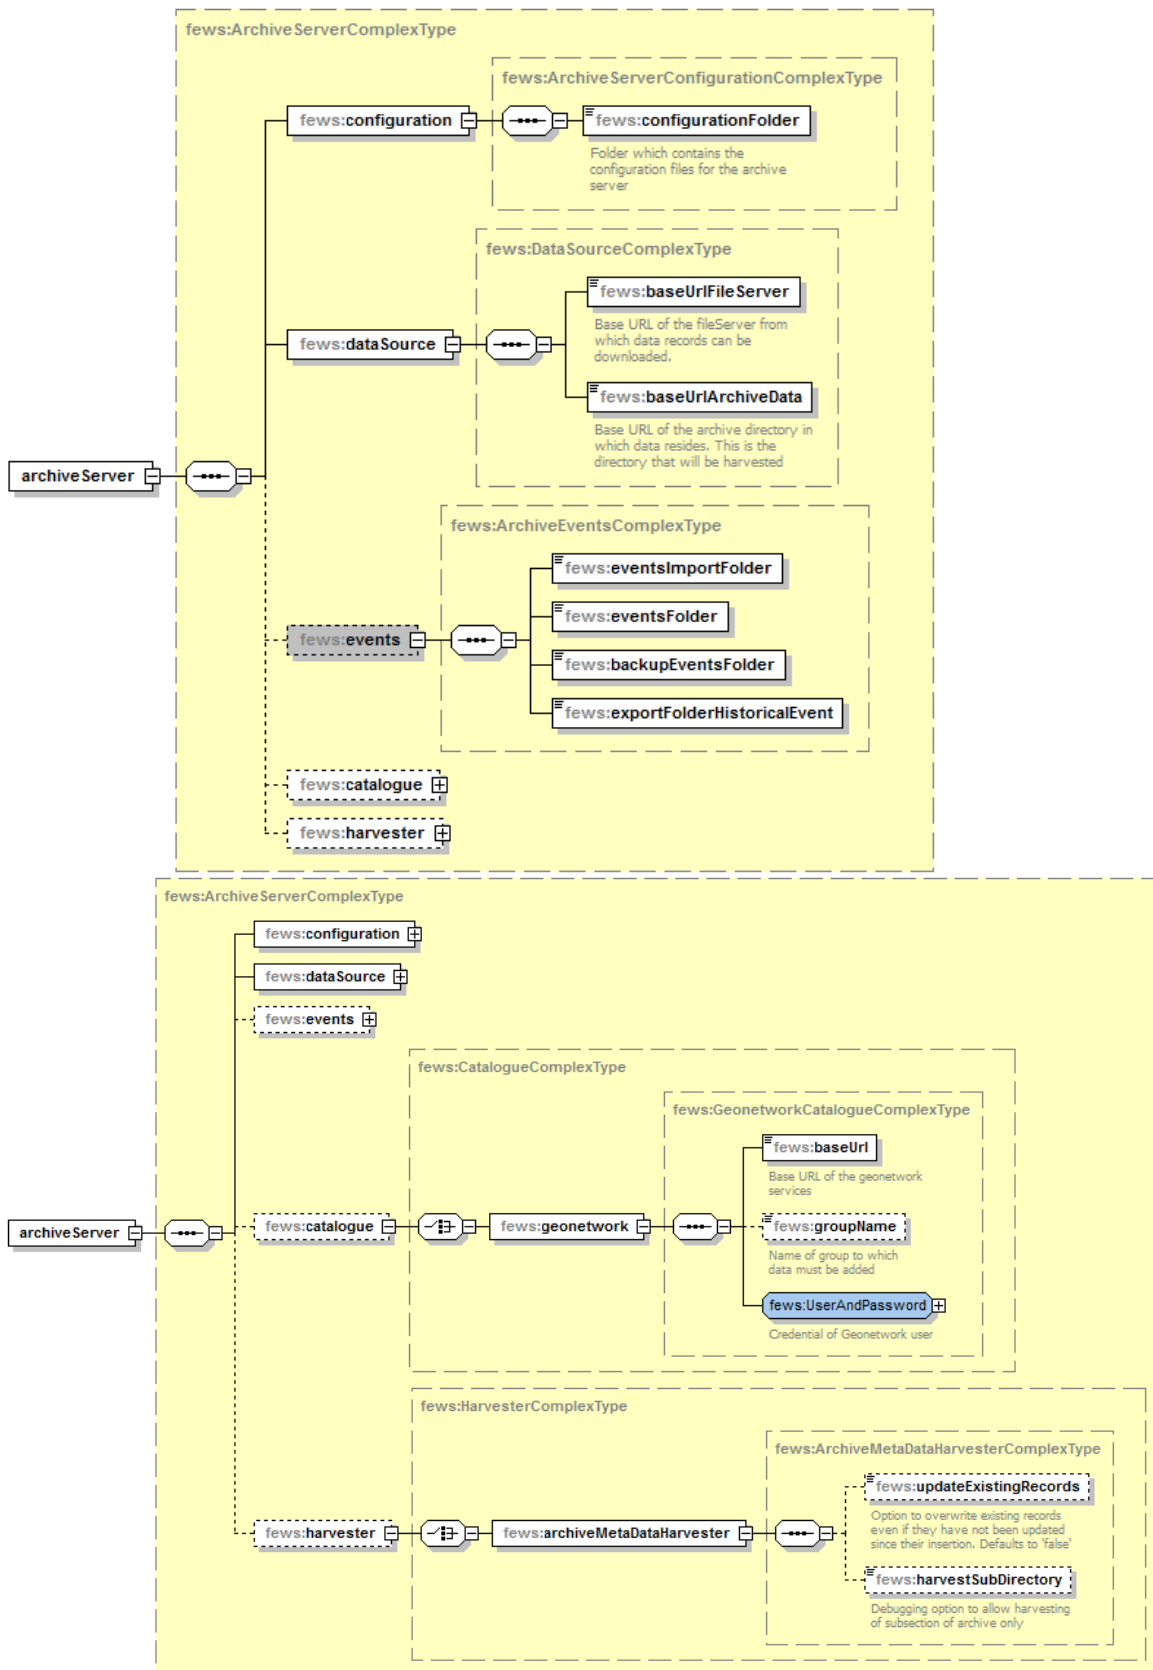 fews:ArchiveServerComplexType
fews:ArchiveServerConfigurationComplexType
fews:configuration
fews:configurationFolder
Folder which contains the
configuration files for the archive
server
fews:DataSourceComplexType
fews:baseUrlFileServer
Base URL of the fileServer from
which data records can be
downloaded.
fews:dataSource
fews:baseUrlArchiveData
Base URL of the archive directory in
which data resides. This is the
directory that will be harvested
archiveServer
fews:ArchiveEventsComplexType
fews:eventsImportFolder
fews:eventsFolder
fews:events
fews:backupEventsFolder
fews:exportFolderHistoricalEvent
fews:catalogue
fews:harvester
fews:ArchiveServerComplexType
fews:configuration
fews:dataSource
fews:events
fews:CatalogueComplexType
fews:GeonetworkCatalogueComplexType
fews:baseUrl
Base URL of the geonetwork
services
archiveServer
fews:catalogue
fews:geonetwork
fews:groupName
Name of group to which
data must be added
fews:UserAndPassword
Credential of Geonetwork user
fews:HarvesterComplexType
fews:ArchiveMetaDataHarvesterComplexType
fews:updateExistingRecords
Option to overwrite existing records
even if they have not been updated
since their insertion. Defaults to 'false'
fews:harvester
fews:archiveMetaDataHarvester
fews:harvestSubDirectory
Debugging option to allow harvesting
of subsection of archive only